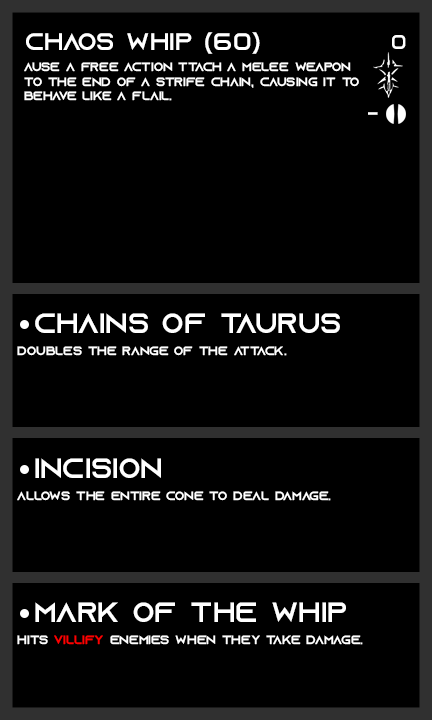 CHAOS WHIP (60)
0
AUSE A FREE ACTION TTACH A MELEE WEAPON
TO THE END OF A STRIFE CHAIN, CAUSING IT TO
BEHAVE LIKE A FLAIL.
-
•CHAINS OF TAURUS
DOUBLES THE RANGE OF THE ATTACK.
•INCISION
ALLOWS THE ENTIRE CONE TO DEAL DAMAGE.
•MARK OF THE WHIP
HITS VILLIFY ENEMIES WHEN THEY TAKE DAMAGE.